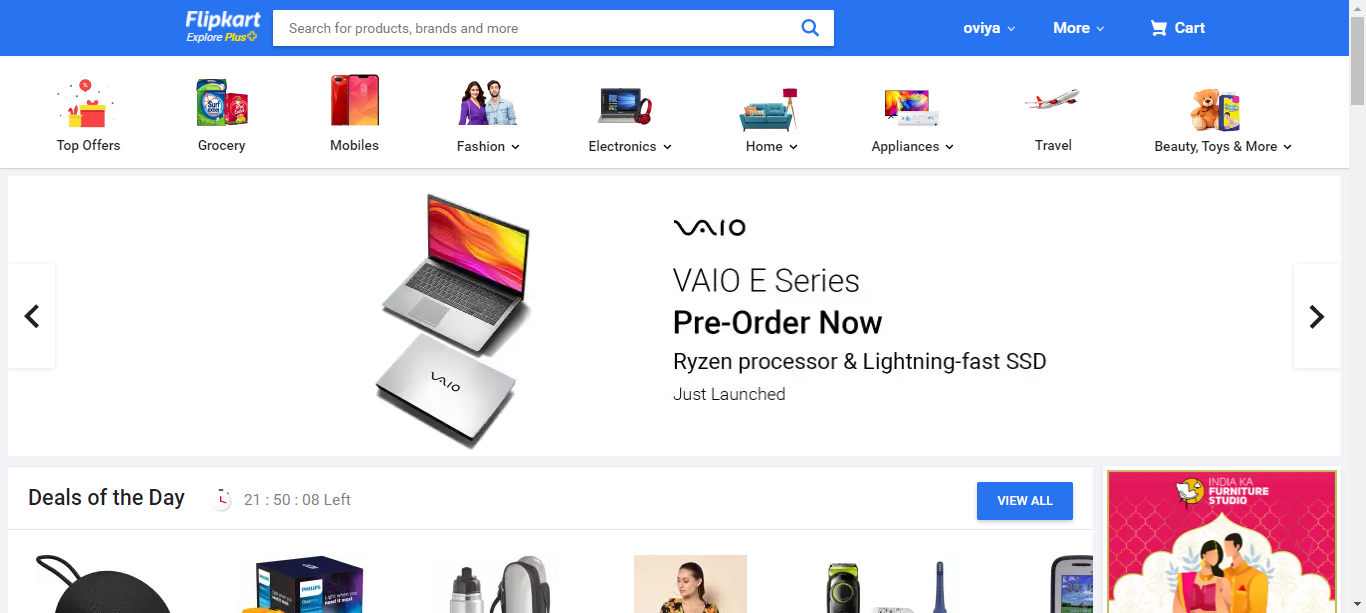 Flipkart
Explore Plus
Search for products, brands and more
oviya
More
Cart
Top Offers
Grocery
Mobiles
Fashion
Electronics
Home
Appliances
Travel
Beauty, Toys & More
VAIO
VAIO E Series
Pre-Order Now
Ryzen processor & Lightning-fast SSD
Just Launched
VAIO
Deals of the Day
21 : 50 : 08 Left
VIEW ALL
INDIA KA
FURNITURE
STUDIO
PHILIPS